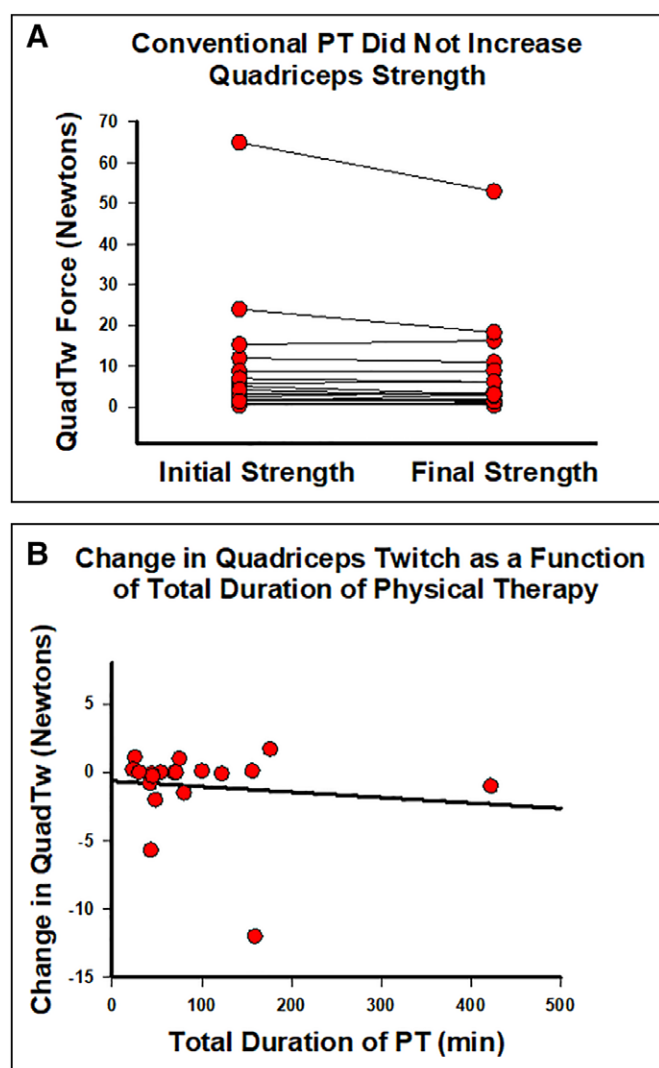 A
Conventional PT Did Not Increase
Quadriceps Strength
QuadTw Force (Newtons)
70
60
50
40
30
20
10
0
Initial Strength
Final Strength
B
Change in Quadriceps Twitch as a Function
of Total Duration of Physical Therapy
Change in QuadTw (Newtons)
5
0
-5
-10
-15
0
100
200
300
400
500
Total Duration of PT (min)